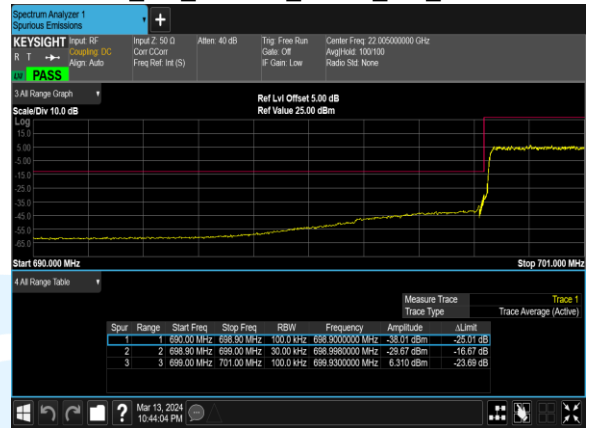 Spectrum Analyzer 1
Spurious Emissions
+
KEYSIGHT Input: RF Input Z: 50 Ω Atten: 40 dB Trig: Free Run Center Freq: 22.005000000 GHz
R T Coupling: DC Corr CCorr Gate: Off Avg|Hold: 100/100
Align: Auto Freq Ref: Int (S) IF Gain: Low Radio Std: None
PASS
3 All Range Graph
Ref Lvl Offset 5.00 dB
Scale/Div 10.0 dB Ref Value 25.00 dBm
Log
15.0
5.00
-5.00
-15.0
-25.0
-35.0
-45.0
-55.0
-65.0
Start 690.000 MHz Stop 701.000 MHz
4 All Range Table
Measure Trace Trace 1
Trace Type Trace Average (Active)
Spur Range Start Freq Stop Freq RBW Frequency Amplitude ΔLimit
1 1 690.00 MHz 698.90 MHz 100.0 kHz 698.9000000 MHz -38.01 dBm -25.01 dB
2 2 698.90 MHz 699.00 MHz 30.00 kHz 698.9980000 MHz -29.67 dBm -16.67 dB
3 3 699.00 MHz 701.00 MHz 100.0 kHz 699.9300000 MHz 6.310 dBm -23.69 dB
? Mar 13, 2024
10:44:04 PM